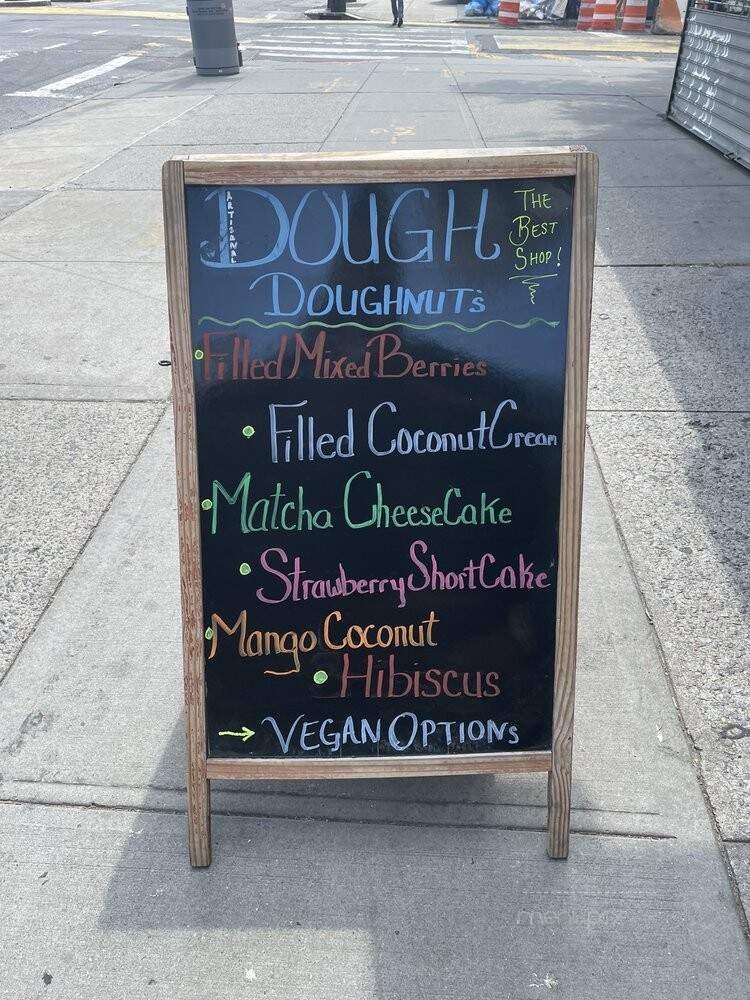 DOUGH
ARTISANAL
THE
BEST
SHOP!
DOUGHNUTS
Filled Mixed Berries
Filled Coconut Cream
Matcha CheeseCake
Strawberry ShortCake
Mango Coconut
Hibiscus
→ VEGAN OPTIONS